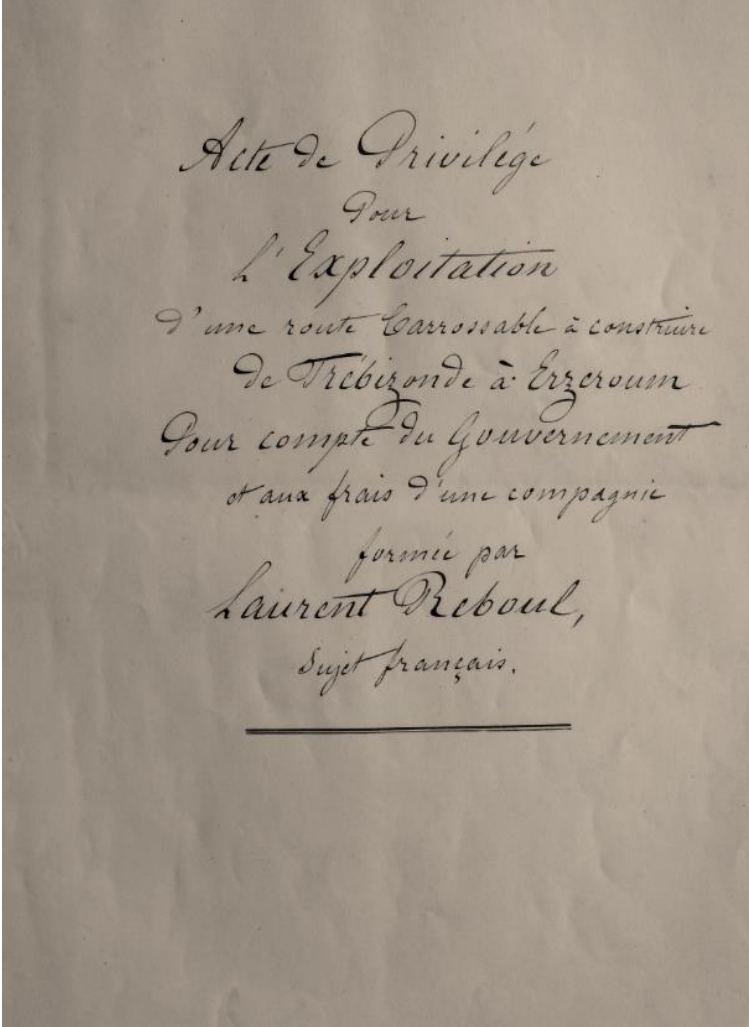 Acte de Privilége
Pour
L'Exploitation
d'une route Carrossable à construire
de Trébizonde à Erzeroum
Pour compte du Gouvernement
et aux frais d'une compagnie
formée par
Laurent Reboul,
Sujet français.